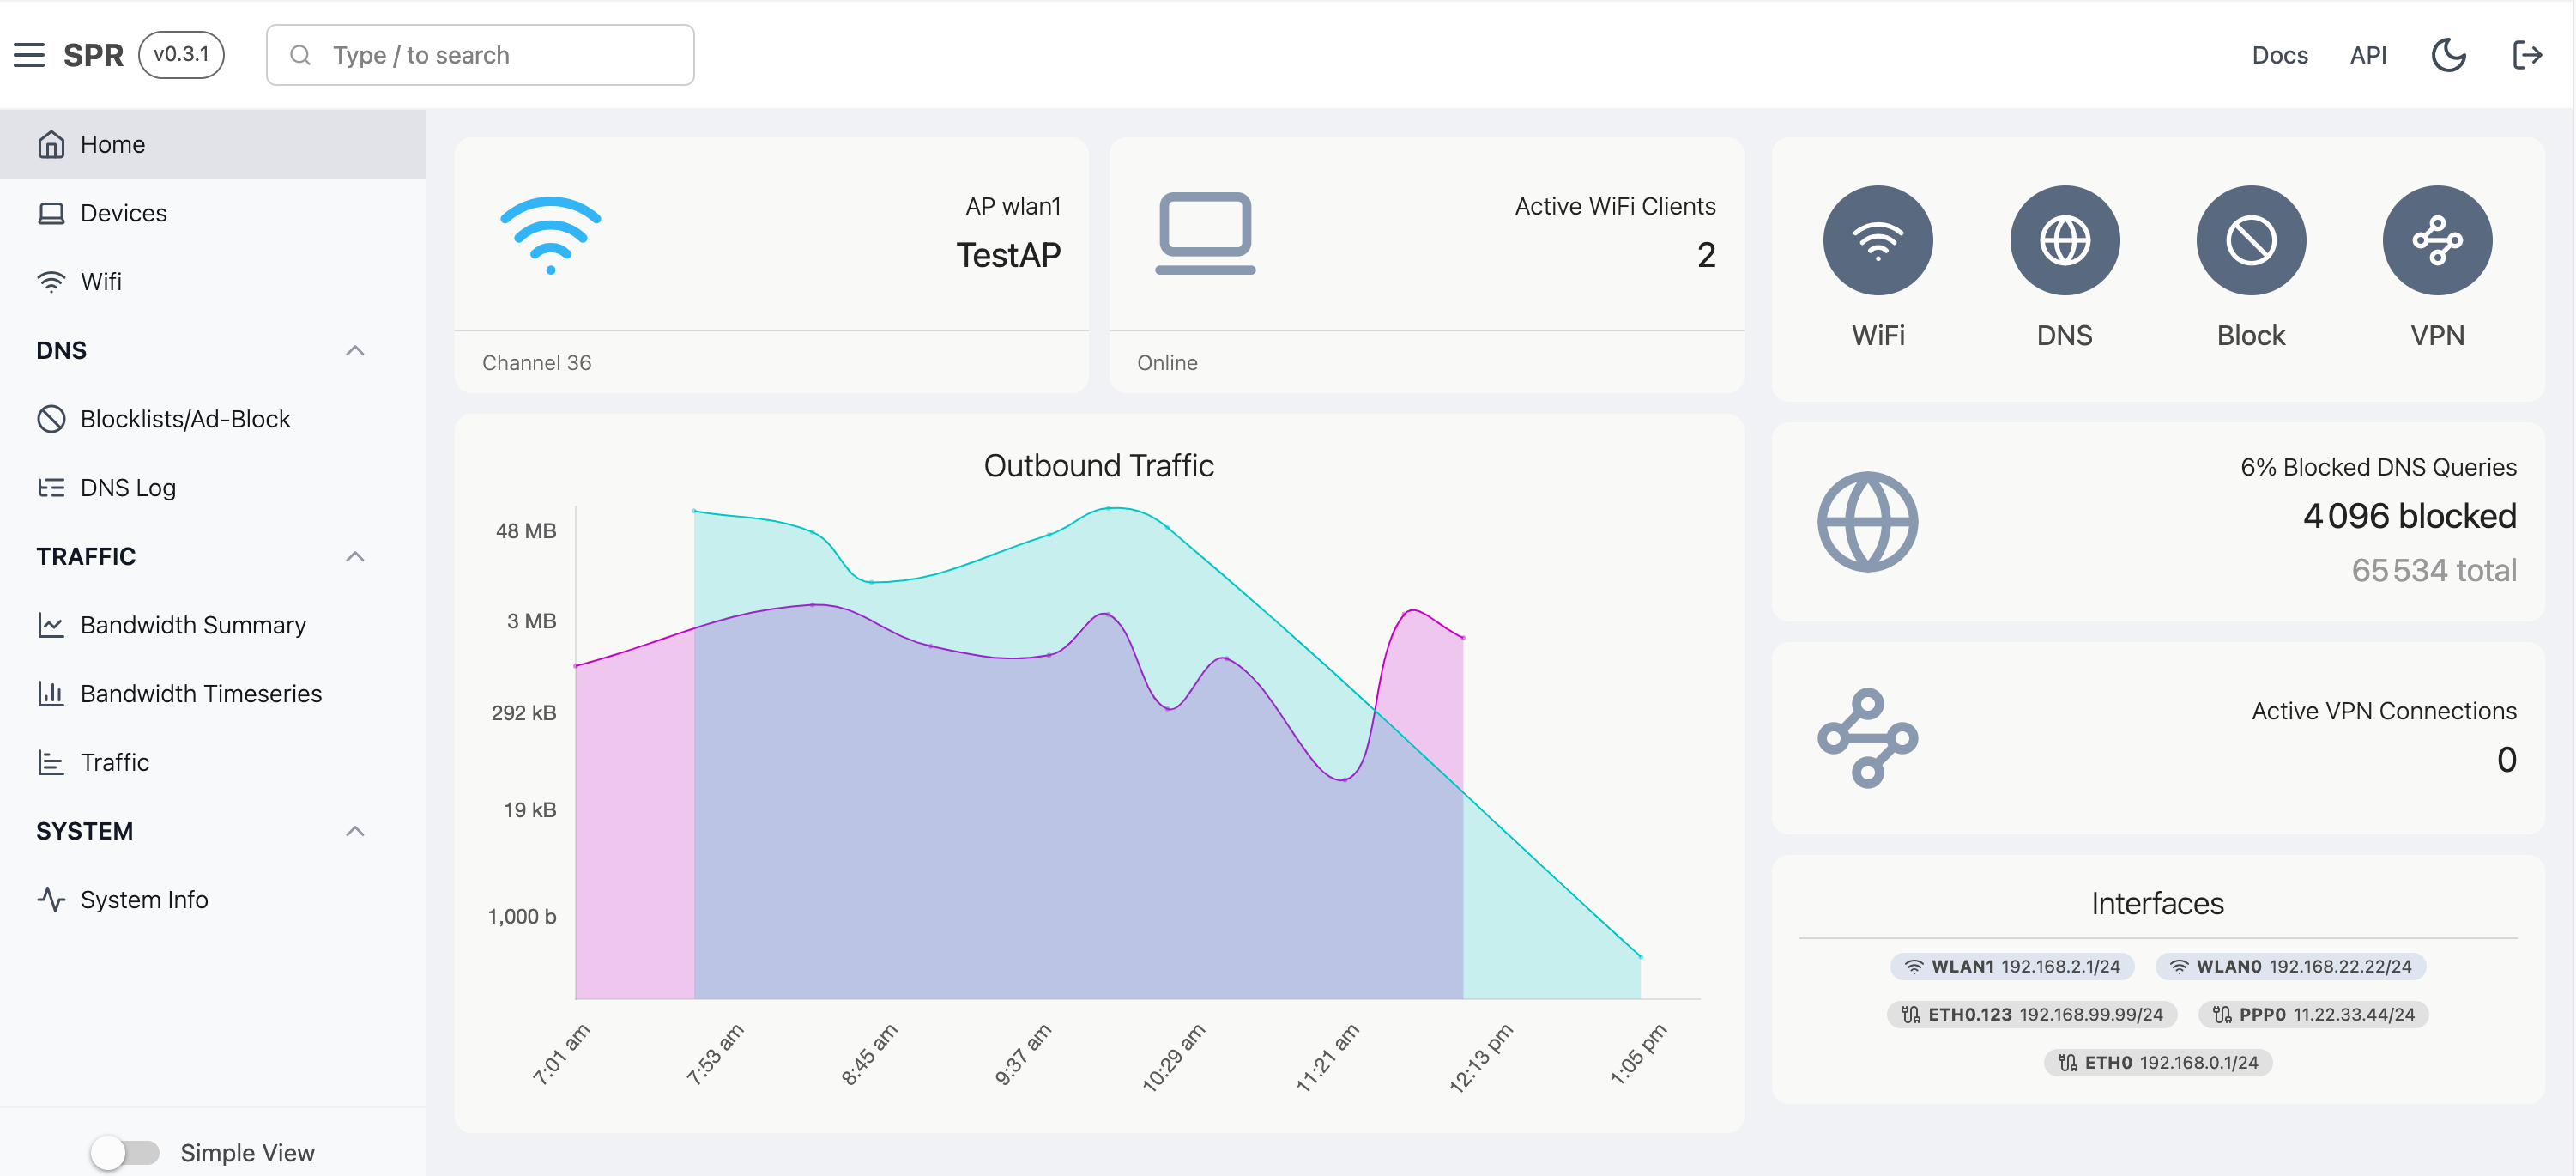 SPR v0.3.1 Type / to search Docs API
Home
Devices
Wifi
DNS
Blocklists/Ad-Block
DNS Log
TRAFFIC
Bandwidth Summary
Bandwidth Timeseries
Traffic
SYSTEM
System Info
Simple View
AP wlan1
TestAP
Channel 36
Active WiFi Clients
2
Online
Outbound Traffic
48 MB
3 MB
292 kB
19 kB
1,000 b
7:01 am 7:53 am 8:45 am 9:37 am 10:29 am 11:21 am 12:13 pm 1:05 pm
WiFi DNS Block VPN
6% Blocked DNS Queries
4 096 blocked
65 534 total
Active VPN Connections
0
Interfaces
WLAN1 192.168.2.1/24 WLAN0 192.168.22.22/24
ETH0.123 192.168.99.99/24 PPP0 11.22.33.44/24
ETH0 192.168.0.1/24